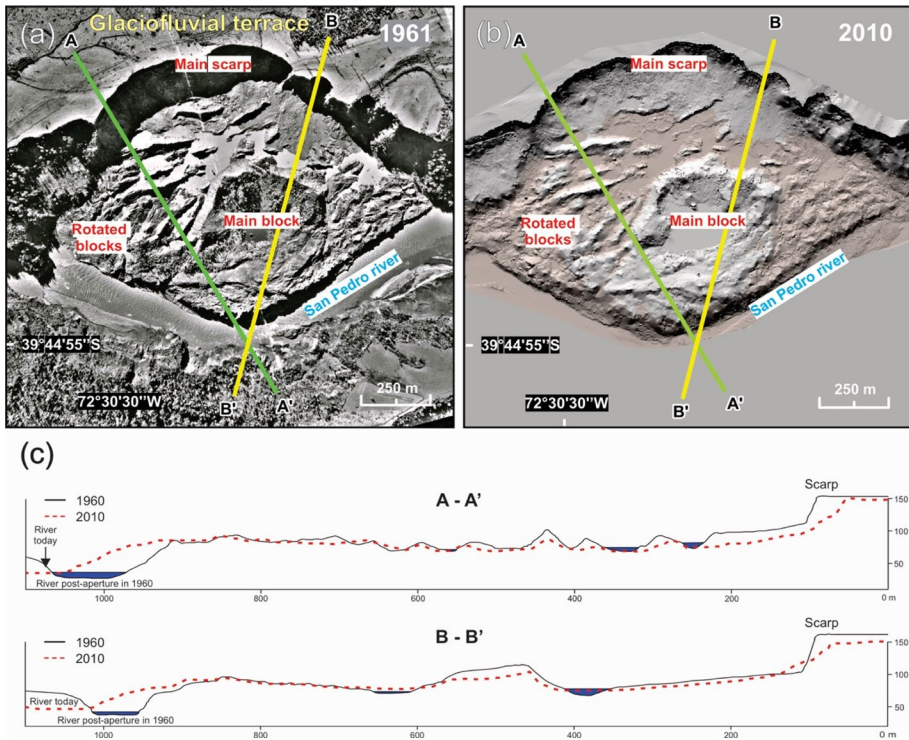 (a)
Glaciofluvial terrace
1961
A
B
Main scarp
Main block
Rotated
blocks
San Pedro river
39°44'55''S
72°30'30''W
B'
A'
250 m
(b)
2010
A
B
Main scarp
Main block
Rotated
blocks
San Pedro river
39°44'55''S
72°30'30''W
B'
A'
250 m
(c)
A - A'
1960
2010
Scarp
River
today
River post-aperture in 1960
150
100
50
1000
800
600
400
200
0 m
B - B'
1960
2010
Scarp
River today
River post-aperture in 1960
150
100
50
1000
800
600
400
200
0 m